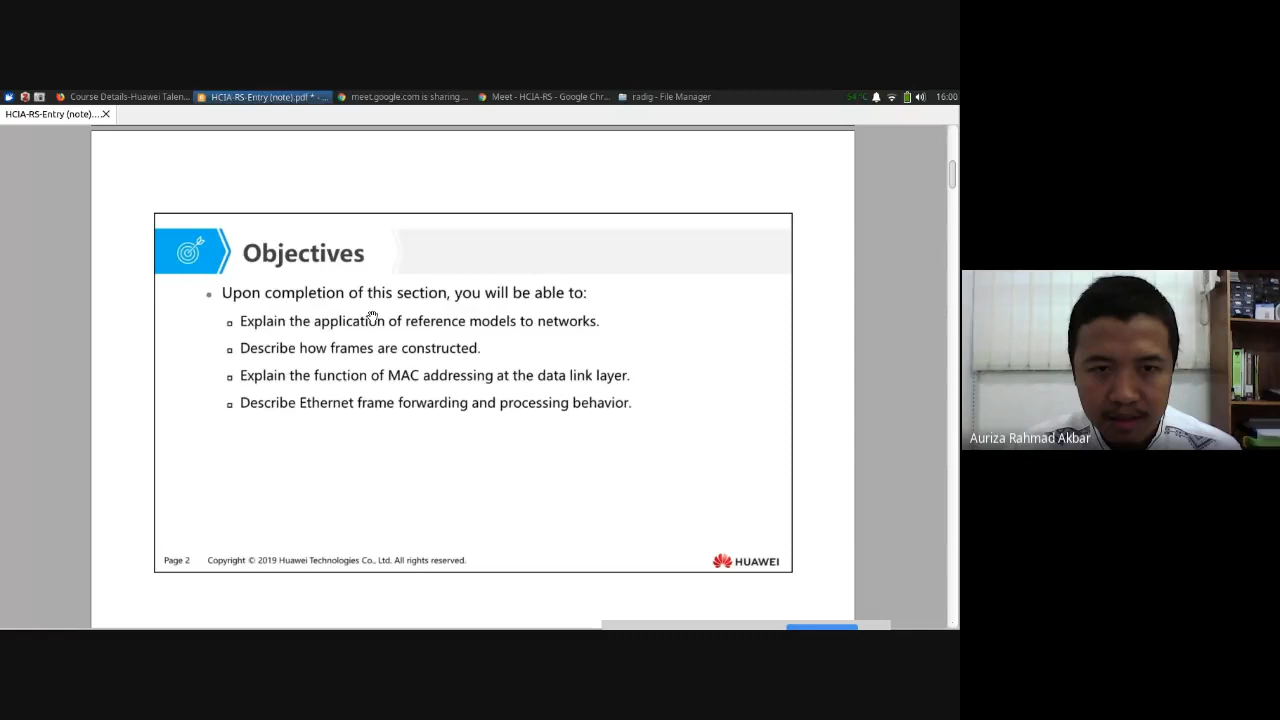 Course Details-Huawei Talen... HCIA-RS-Entry (note).pdf * - ... meet.google.com is sharing ... Meet - HCIA-RS - Google Chr... radig - File Manager 54 °C 16:00
HCIA-RS-Entry (note)....
Objectives
Upon completion of this section, you will be able to:
Explain the application of reference models to networks.
Describe how frames are constructed.
Explain the function of MAC addressing at the data link layer.
Describe Ethernet frame forwarding and processing behavior.
Auriza Rahmad Akbar
Page 2 Copyright © 2019 Huawei Technologies Co., Ltd. All rights reserved. HUAWEI